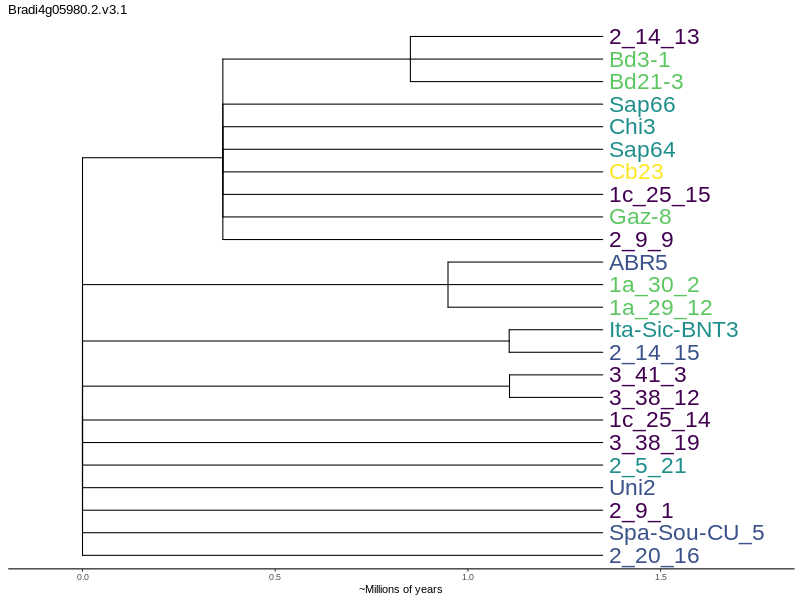 Bradi4g05980.2.v3.1
2_14_13
Bd3-1
Bd21-3
Sap66
Chi3
Sap64
Cb23
1c_25_15
Gaz-8
2_9_9
ABR5
1a_30_2
1a_29_12
Ita-Sic-BNT3
2_14_15
3_41_3
3_38_12
1c_25_14
3_38_19
2_5_21
Uni2
2_9_1
Spa-Sou-CU_5
2_20_16
0.0 0.5 1.0 1.5
~Millions of years